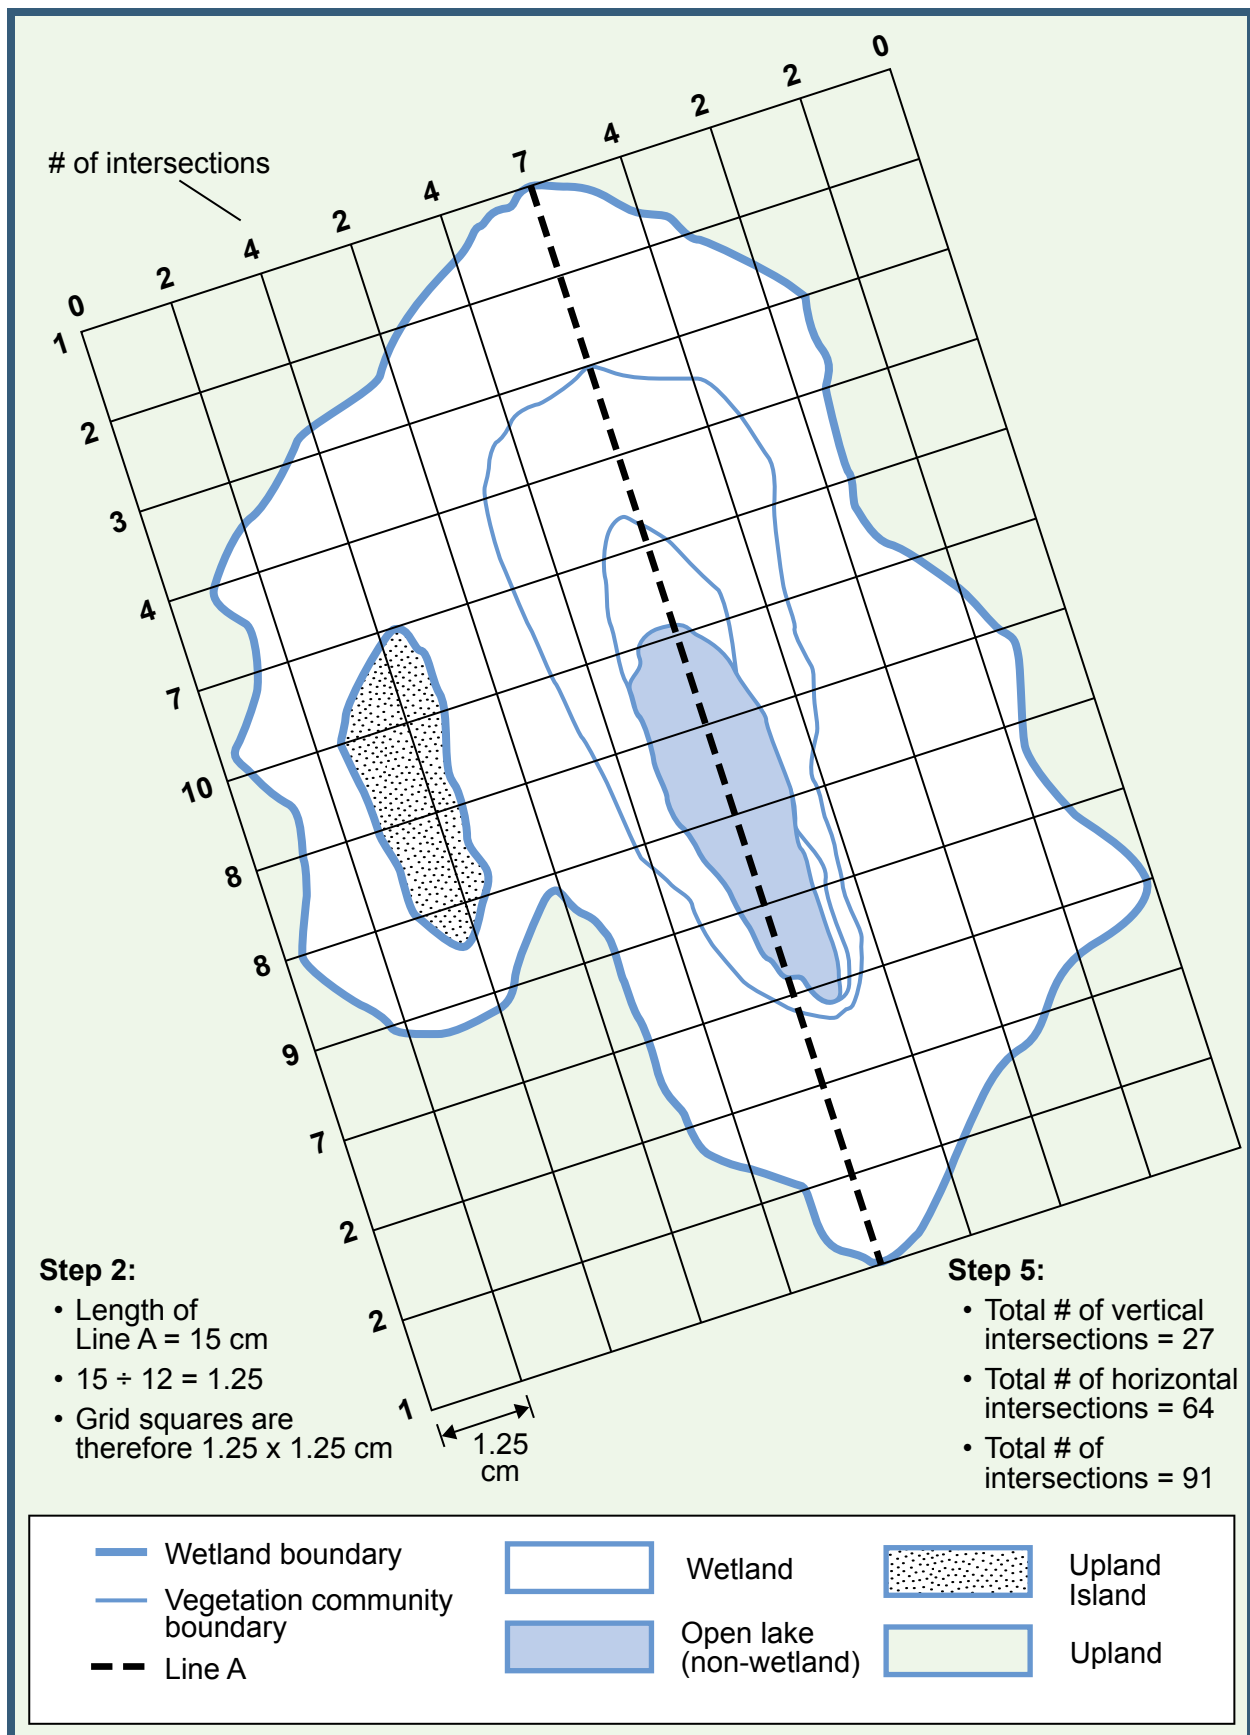 # of intersections
0
2
4
2
4
7
4
2
2
0
1
2
3
4
7
10
8
8
9
7
2
2
1
Step 2:
• Length of
Line A = 15 cm
• 15 ÷ 12 = 1.25
• Grid squares are
therefore 1.25 x 1.25 cm
1.25
cm
Step 5:
• Total # of vertical
intersections = 27
• Total # of horizontal
intersections = 64
• Total # of
intersections = 91
Wetland boundary
Vegetation community
boundary
Line A
Wetland
Open lake
(non-wetland)
Upland
Island
Upland